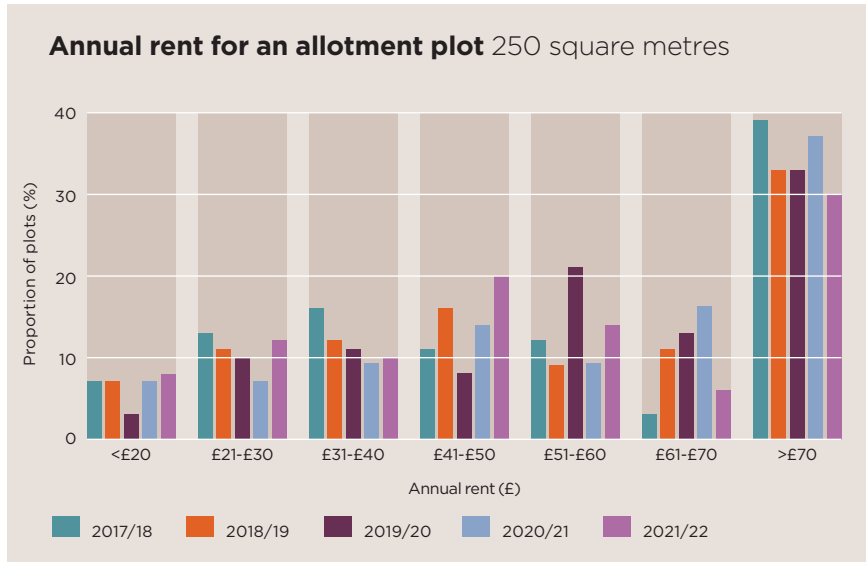 Annual rent for an allotment plot 250 square metres
40
30
20
10
0
Proportion of plots (%)
<£20 £21-£30 £31-£40 £41-£50 £51-£60 £61-£70 >£70
Annual rent (£)
2017/18 2018/19 2019/20 2020/21 2021/22